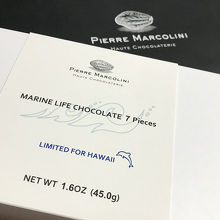 PIERRE MARCOLINI
HAUTE CHOCOLATERIE
PIERRE MARCOLINI
HAUTE CHOCOLATERIE
MARINE LIFE CHOCOLATE 7 Pieces
LIMITED FOR HAWAII
NET WT 1.6OZ (45.0g)